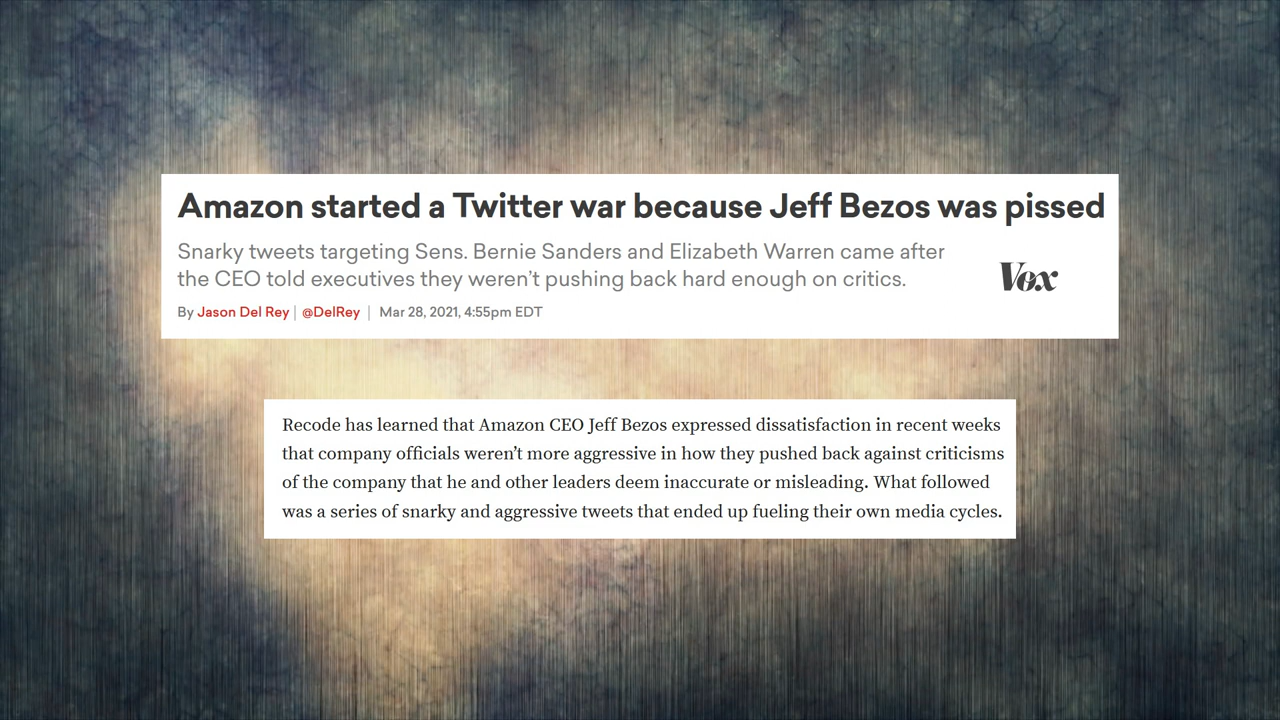 Amazon started a Twitter war because Jeff Bezos was pissed
Snarky tweets targeting Sens. Bernie Sanders and Elizabeth Warren came after
the CEO told executives they weren't pushing back hard enough on critics.
Vox
By Jason Del Rey | @DelRey | Mar 28, 2021, 4:55pm EDT
Recode has learned that Amazon CEO Jeff Bezos expressed dissatisfaction in recent weeks
that company officials weren't more aggressive in how they pushed back against criticisms
of the company that he and other leaders deem inaccurate or misleading. What followed
was a series of snarky and aggressive tweets that ended up fueling their own media cycles.